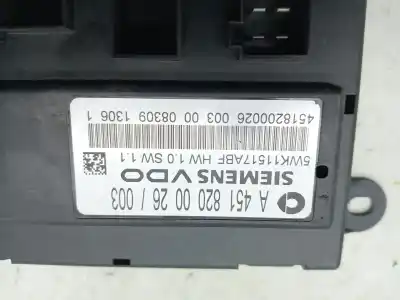 A 451 820 00 26 / 003
SIEMENS VDO
5WK11517ABF HW 1.0 SW 1.1
4518200026 003 00 08309 1306 1